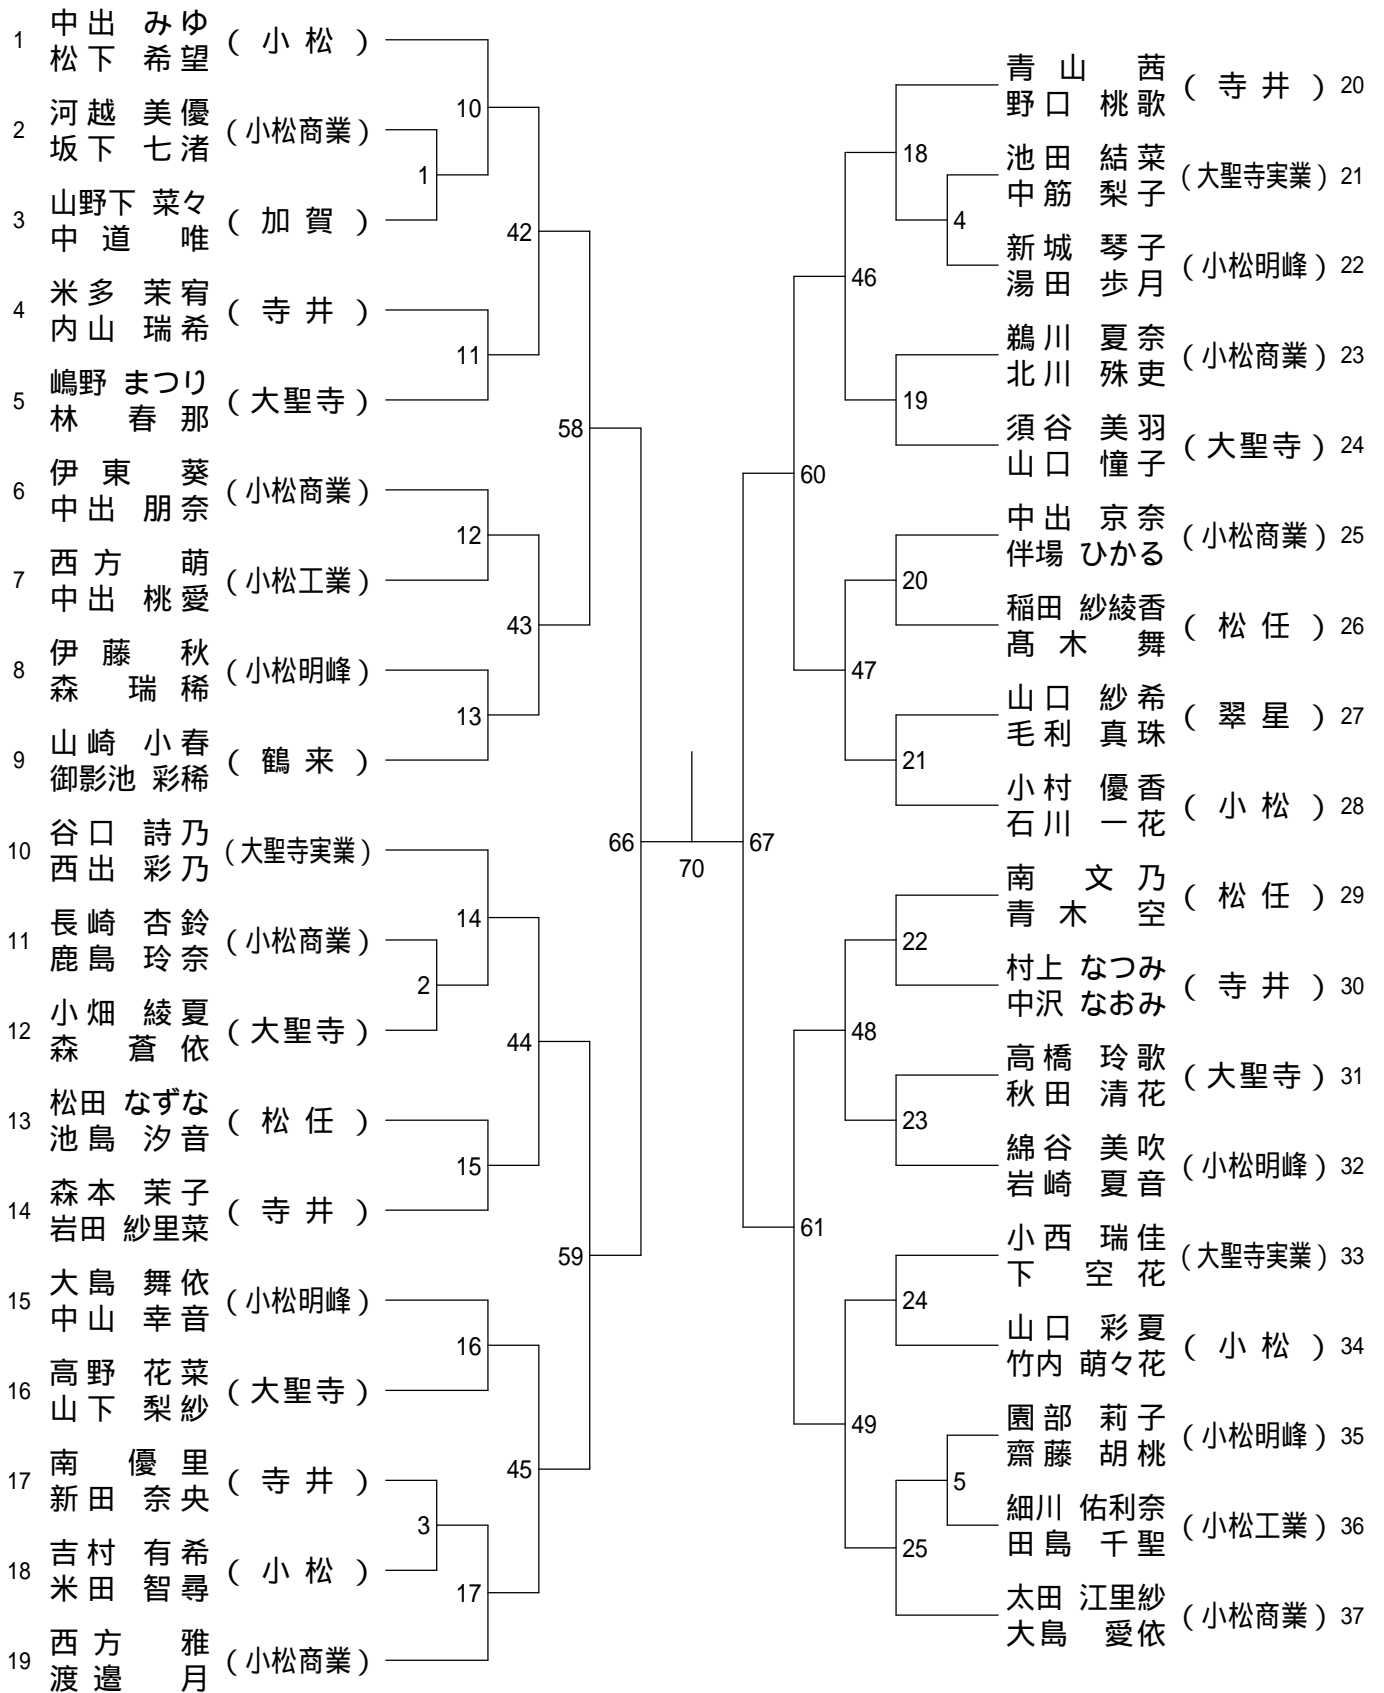 1 中出 みゆ (小松)
松下 希望
2 河越 美優 (小松商業)
坂下 七渚
3 山野下 菜々 (加賀)
中道 唯
4 米多 茉宥 (寺井)
内山 瑞希
5 嶋野 まつり (大聖寺)
林 春那
6 伊東 葵 (小松商業)
中出 朋奈
7 西方 萌 (小松工業)
中出 桃愛
8 伊藤 秋 (小松明峰)
森 瑞稀
9 山崎 小春 (鶴来)
御影池 彩稀
10 谷口 詩乃 (大聖寺実業)
西出 彩乃
11 長崎 杏鈴 (小松商業)
鹿島 玲奈
12 小畑 綾夏 (大聖寺)
森 蒼依
13 松田 なずな (松任)
池島 汐音
14 森本 茉子 (寺井)
岩田 紗里菜
15 大島 舞依 (小松明峰)
中山 幸音
16 高野 花菜 (大聖寺)
山下 梨紗
17 南 優里 (寺井)
新田 奈央
18 吉村 有希 (小松)
米田 智尋
19 西方 雅 (小松商業)
渡邉 月
10
1
42
11
58
12
43
13
66
14
2
44
15
59
16
45
3
17
70
67
18
4
46
19
60
20
47
21
22
48
23
61
24
49
5
25
青山 茜 (寺井) 20
野口 桃歌
池田 結菜 (大聖寺実業) 21
中筋 梨子
新城 琴子 (小松明峰) 22
湯田 歩月
鵜川 夏奈 (小松商業) 23
北川 殊吏
須谷 美羽 (大聖寺) 24
山口 憧子
中出 京奈 (小松商業) 25
伴場 ひかる
稲田 紗綾香 (松任) 26
髙木 舞
山口 紗希 (翠星) 27
毛利 真珠
小村 優香 (小松) 28
石川 一花
南 文乃 (松任) 29
青木 空
村上 なつみ (寺井) 30
中沢 なおみ
高橋 玲歌 (大聖寺) 31
秋田 清花
綿谷 美吹 (小松明峰) 32
岩崎 夏音
小西 瑞佳 (大聖寺実業) 33
下 空花
山口 彩夏 (小松) 34
竹内 萌々花
園部 莉子 (小松明峰) 35
齋藤 胡桃
細川 佑利奈 (小松工業) 36
田島 千聖
太田 江里紗 (小松商業) 37
大島 愛依